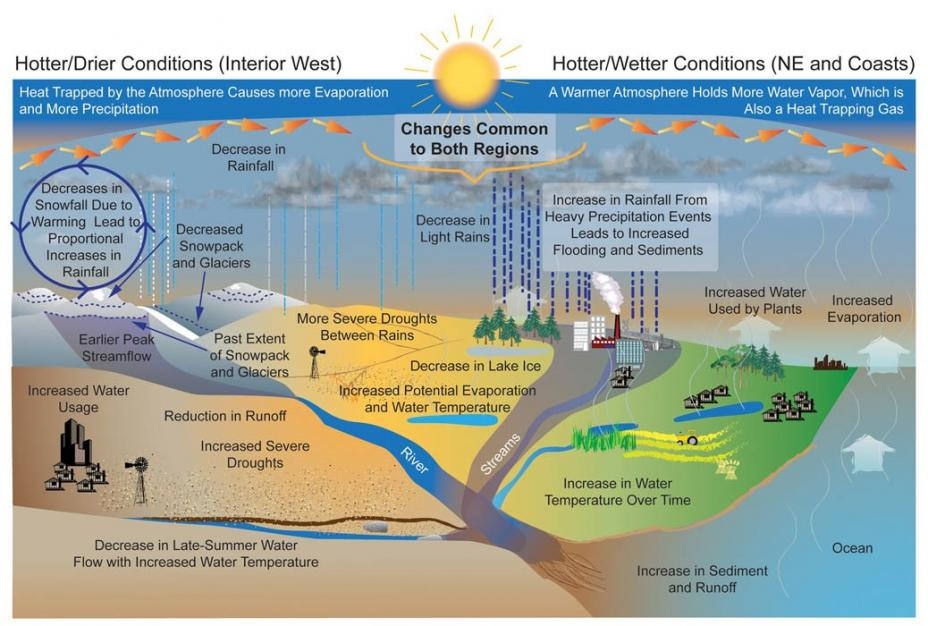 Hotter/Drier Conditions (Interior West)
Hotter/Wetter Conditions (NE and Coasts)
Heat Trapped by the Atmosphere Causes more Evaporation
and More Precipitation
A Warmer Atmosphere Holds More Water Vapor, Which is
Also a Heat Trapping Gas
Changes Common
to Both Regions
Decrease in
Rainfall
Decreases in
Snowfall Due to
Warming Lead to
Proportional
Increases in
Rainfall
Decreased
Snowpack
and Glaciers
Decrease in
Light Rains
Increase in Rainfall From
Heavy Precipitation Events
Leads to Increased
Flooding and Sediments
Increased Water
Used by Plants
Increased
Evaporation
Earlier Peak
Streamflow
Past Extent
of Snowpack
and Glaciers
More Severe Droughts
Between Rains
Decrease in Lake Ice
Increased Potential Evaporation
and Water Temperature
Increased Water
Usage
Reduction in Runoff
Increased Severe
Droughts
River
Streams
Increase in Water
Temperature Over Time
Decrease in Late-Summer Water
Flow with Increased Water Temperature
Ocean
Increase in Sediment
and Runoff